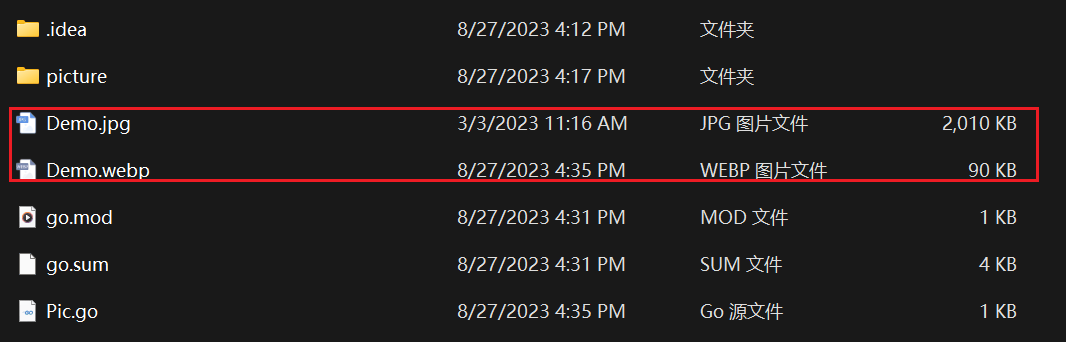 .idea 8/27/2023 4:12 PM 文件夹
picture 8/27/2023 4:17 PM 文件夹
Demo.jpg 3/3/2023 11:16 AM JPG 图片文件 2,010 KB
Demo.webp 8/27/2023 4:35 PM WEBP 图片文件 90 KB
go.mod 8/27/2023 4:31 PM MOD 文件 1 KB
go.sum 8/27/2023 4:31 PM SUM 文件 4 KB
Pic.go 8/27/2023 4:35 PM Go 源文件 1 KB